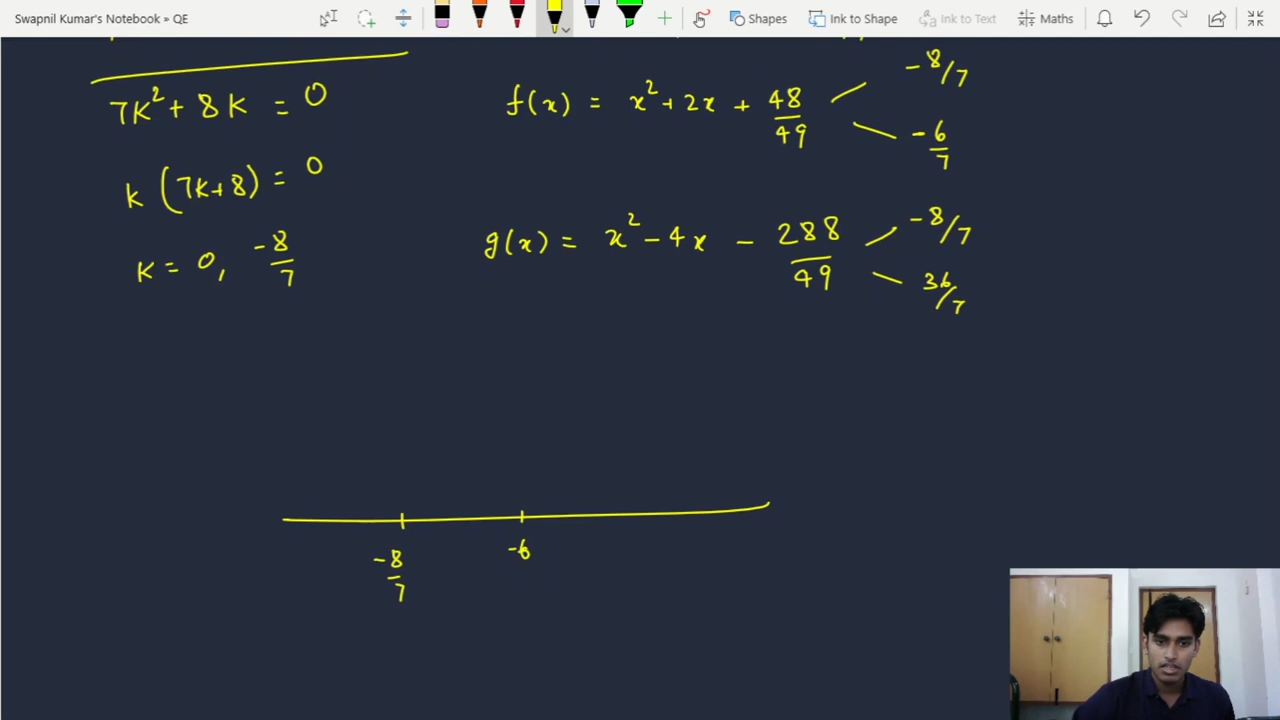 Swapnil Kumar's Notebook » QE
Shapes
Ink to Shape
Ink to Text
Maths
7K² + 8K = 0
K (7K+8) = 0
K = 0, -8/7
f(x) = x² + 2x + 48/49
-8/7
-6/7
g(x) = x² - 4x - 288/49
-8/7
36/7
-8/7
-6